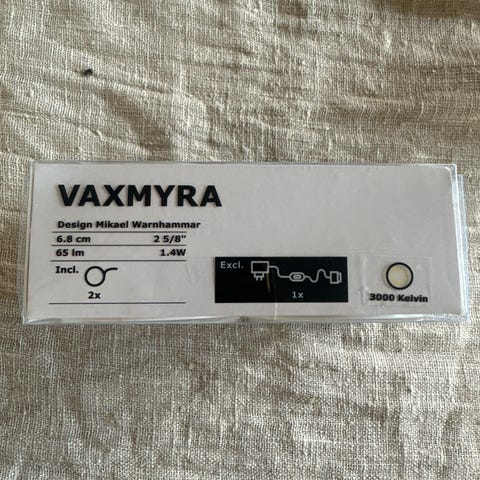 VAXMYRA
Design Mikael Warnhammar
6.8 cm 2 5/8"
65 lm 1.4W
Incl.
2x
Excl.
1x
3000 Kelvin